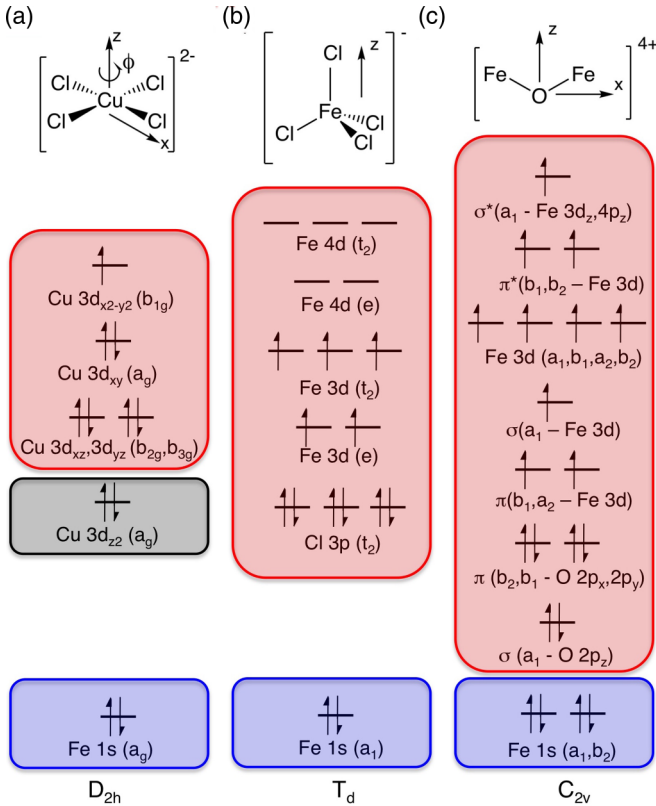 (a)
z
2-
ϕ
Cl
Cl
Cu
Cl
Cl
x
Cu 3dx2-y2 (b1g)
Cu 3dxy (ag)
Cu 3dxz,3dyz (b2g,b3g)
Cu 3dz2 (ag)
Fe 1s (ag)
D2h
(b)
-
Cl
z
Fe
Cl
Cl
Cl
Fe 4d (t2)
Fe 4d (e)
Fe 3d (t2)
Fe 3d (e)
Cl 3p (t2)
Fe 1s (a1)
Td
(c)
z
4+
Fe
Fe
O
x
σ*(a1 - Fe 3dz,4pz)
π*(b1,b2 – Fe 3d)
Fe 3d (a1,b1,a2,b2)
σ(a1 – Fe 3d)
π(b1,a2 – Fe 3d)
π (b2,b1 - O 2px,2py)
σ (a1 - O 2pz)
Fe 1s (a1,b2)
C2v